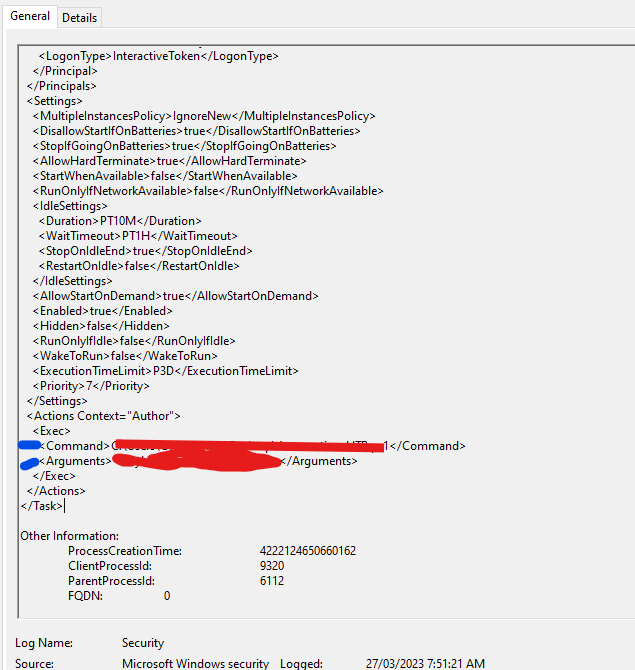 General
Details
<LogonType>InteractiveToken</LogonType>
</Principal>
</Principals>
<Settings>
<MultipleInstancesPolicy>IgnoreNew</MultipleInstancesPolicy>
<DisallowStartIfOnBatteries>true</DisallowStartIfOnBatteries>
<StopIfGoingOnBatteries>true</StopIfGoingOnBatteries>
<AllowHardTerminate>true</AllowHardTerminate>
<StartWhenAvailable>false</StartWhenAvailable>
<RunOnlyIfNetworkAvailable>false</RunOnlyIfNetworkAvailable>
<IdleSettings>
<Duration>PT10M</Duration>
<WaitTimeout>PT1H</WaitTimeout>
<StopOnIdleEnd>true</StopOnIdleEnd>
<RestartOnIdle>false</RestartOnIdle>
</IdleSettings>
<AllowStartOnDemand>true</AllowStartOnDemand>
<Enabled>true</Enabled>
<Hidden>false</Hidden>
<RunOnlyIfIdle>false</RunOnlyIfIdle>
<WakeToRun>false</WakeToRun>
<ExecutionTimeLimit>P3D</ExecutionTimeLimit>
<Priority>7</Priority>
</Settings>
<Actions Context="Author">
<Exec>
<Command> 1</Command>
<Arguments> </Arguments>
</Exec>
</Actions>
</Task>
Other Information:
ProcessCreationTime: 4222124650660162
ClientProcessId: 9320
ParentProcessId: 6112
FQDN: 0
Log Name: Security
Source: Microsoft Windows security Logged: 27/03/2023 7:51:21 AM